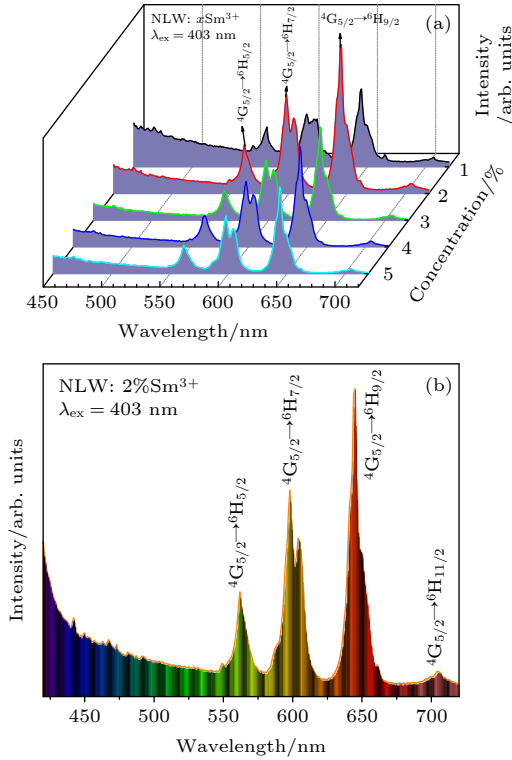 (a)
NLW: xSm³⁺
λex = 403 nm
⁴G5/2→⁶H5/2
⁴G5/2→⁶H7/2
⁴G5/2→⁶H9/2
Intensity
/arb. units
1
2
3
4
5
Concentration/%
450 500 550 600 650 700
Wavelength/nm
(b)
NLW: 2%Sm³⁺
λex = 403 nm
⁴G5/2→⁶H5/2
⁴G5/2→⁶H7/2
⁴G5/2→⁶H9/2
⁴G5/2→⁶H11/2
Intensity/arb. units
450 500 550 600 650 700
Wavelength/nm